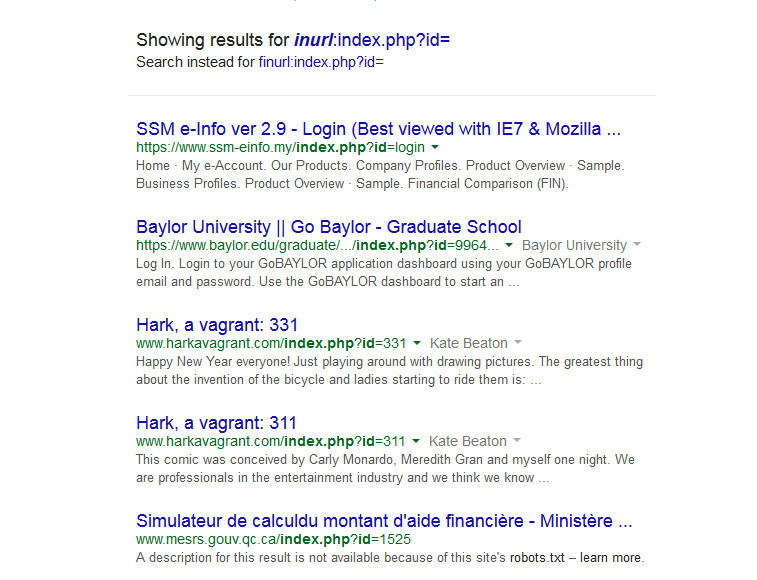 Showing results for inurl:index.php?id=
Search instead for finurl:index.php?id=
SSM e-Info ver 2.9 - Login (Best viewed with IE7 & Mozilla ...
https://www.ssm-einfo.my/index.php?id=login
Home · My e-Account. Our Products. Company Profiles. Product Overview · Sample.
Business Profiles. Product Overview · Sample. Financial Comparison (FIN).
Baylor University || Go Baylor - Graduate School
https://www.baylor.edu/graduate/.../index.php?id=9964... Baylor University
Log In. Login to your GoBAYLOR application dashboard using your GoBAYLOR profile
email and password. Use the GoBAYLOR dashboard to start an ...
Hark, a vagrant: 331
www.harkavagrant.com/index.php?id=331 Kate Beaton
Happy New Year everyone! Just playing around with drawing pictures. The greatest thing
about the invention of the bicycle and ladies starting to ride them is: ...
Hark, a vagrant: 311
www.harkavagrant.com/index.php?id=311 Kate Beaton
This comic was conceived by Carly Monardo, Meredith Gran and myself one night. We
are professionals in the entertainment industry and we think we know ...
Simulateur de calculdu montant d'aide financière - Ministère ...
www.mesrs.gouv.qc.ca/index.php?id=1525
A description for this result is not available because of this site's robots.txt – learn more.